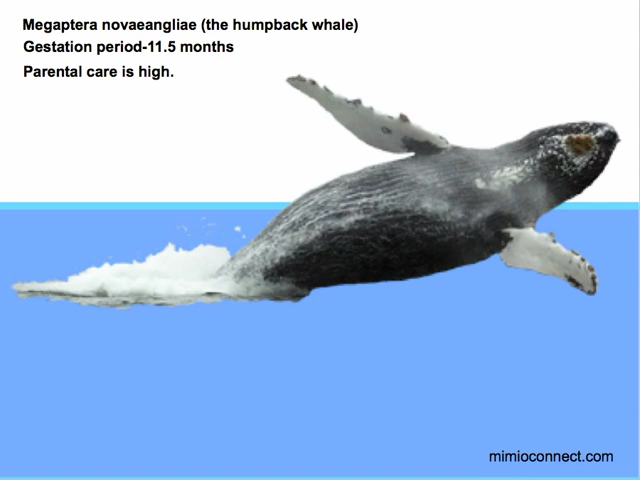 Megaptera novaeangliae (the humpback whale)
Gestation period-11.5 months
Parental care is high.
mimioconnect.com